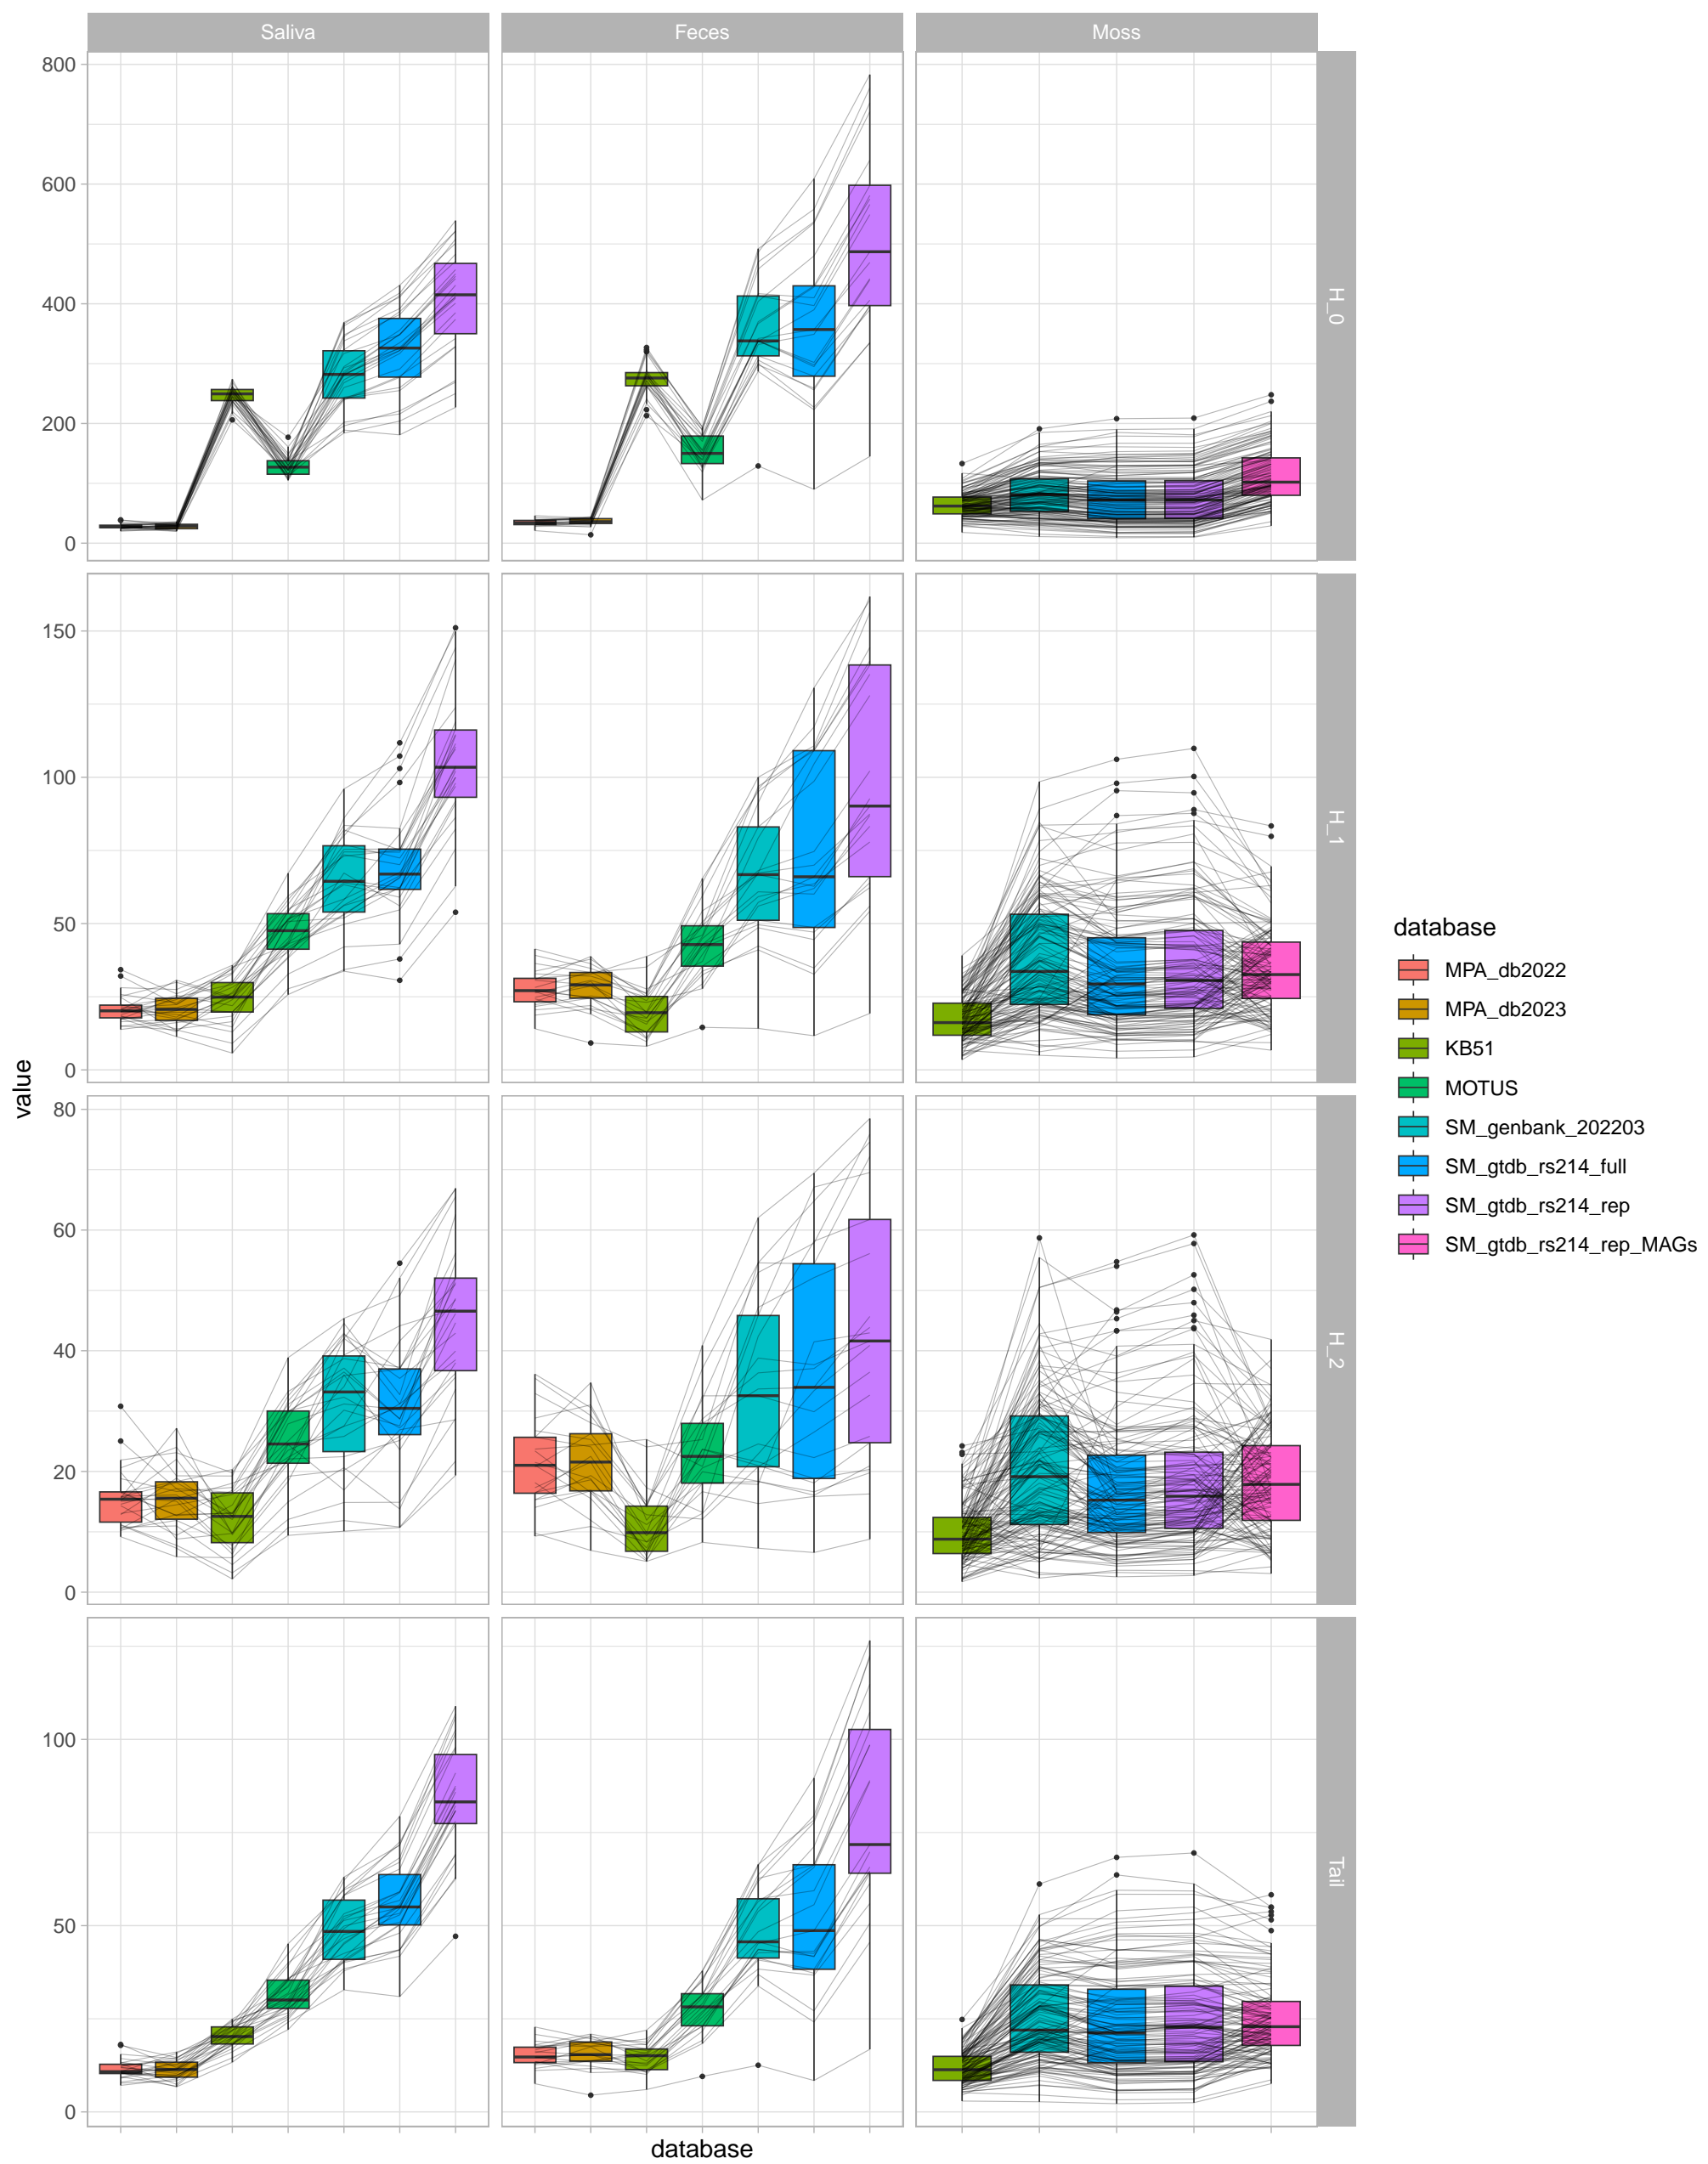 Saliva
Feces
Moss
800
600
400
200
0
H_0
150
100
50
0
H_1
80
60
40
20
0
H_2
100
50
0
Tail
value
database
database
MPA_db2022
MPA_db2023
KB51
MOTUS
SM_genbank_202203
SM_gtdb_rs214_full
SM_gtdb_rs214_rep
SM_gtdb_rs214_rep_MAGs